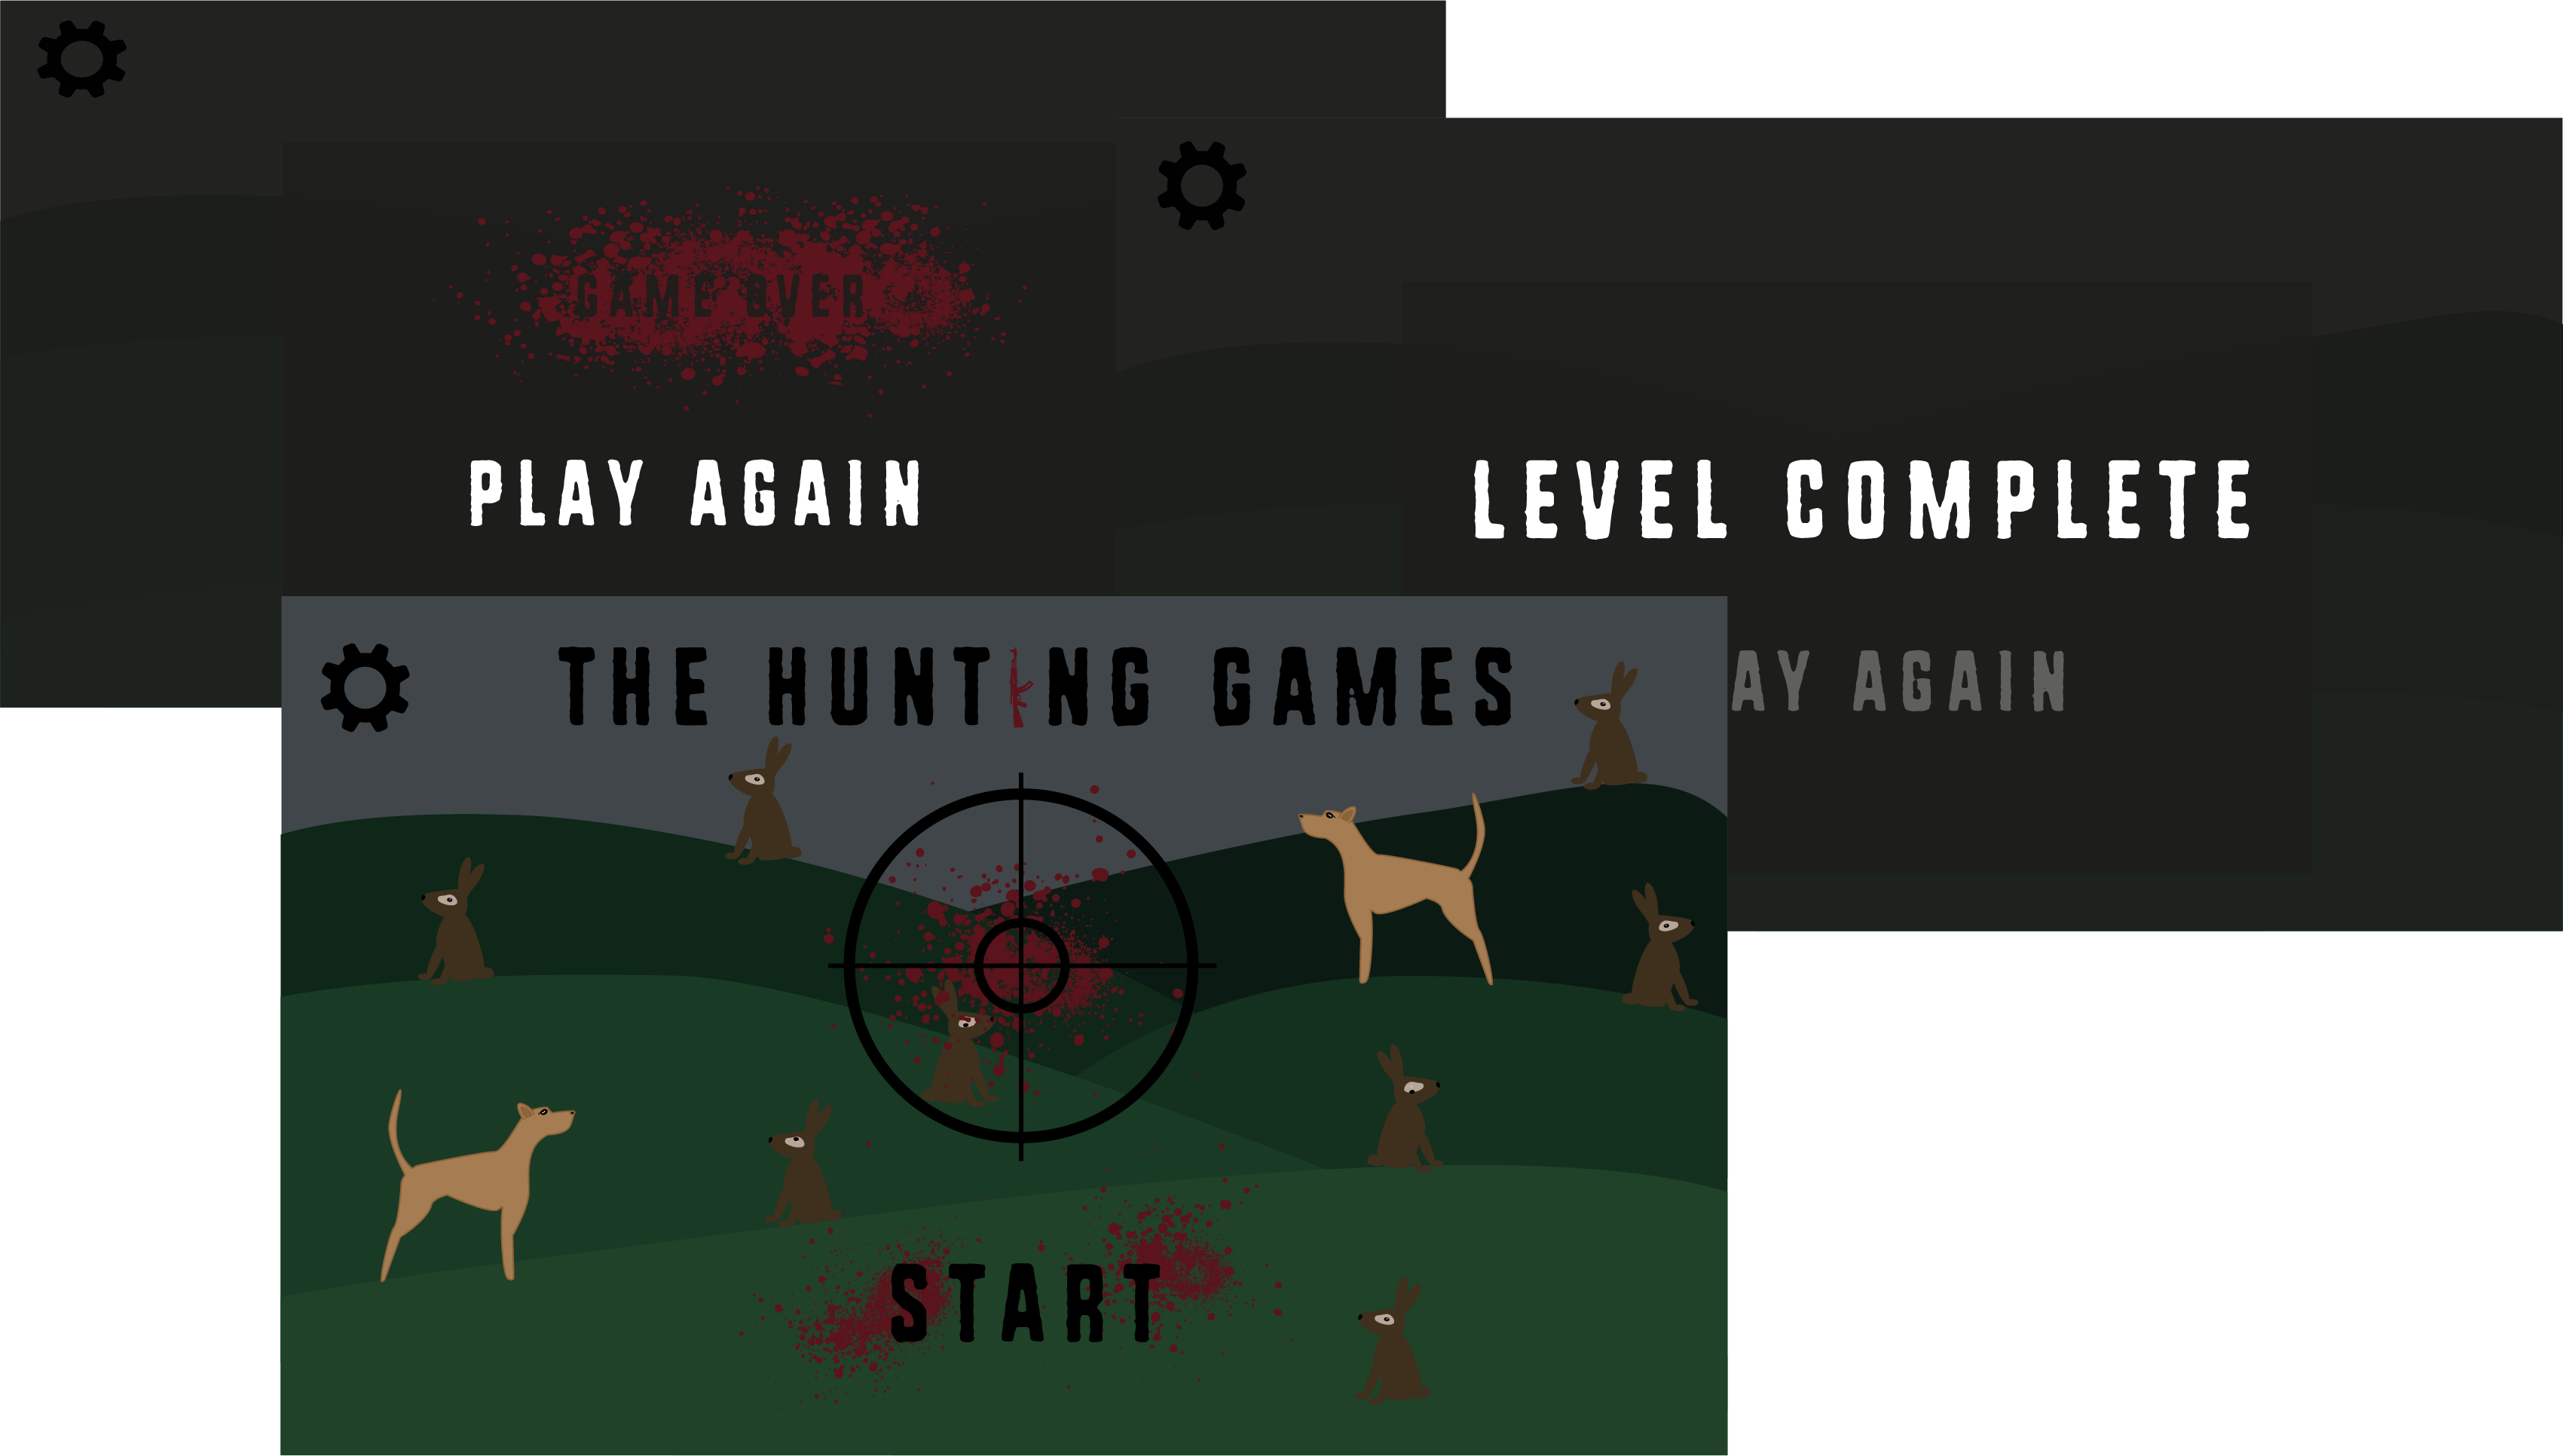 GAME OVER
PLAY AGAIN
LEVEL COMPLETE
AY AGAIN
THE HUNTING GAMES
START